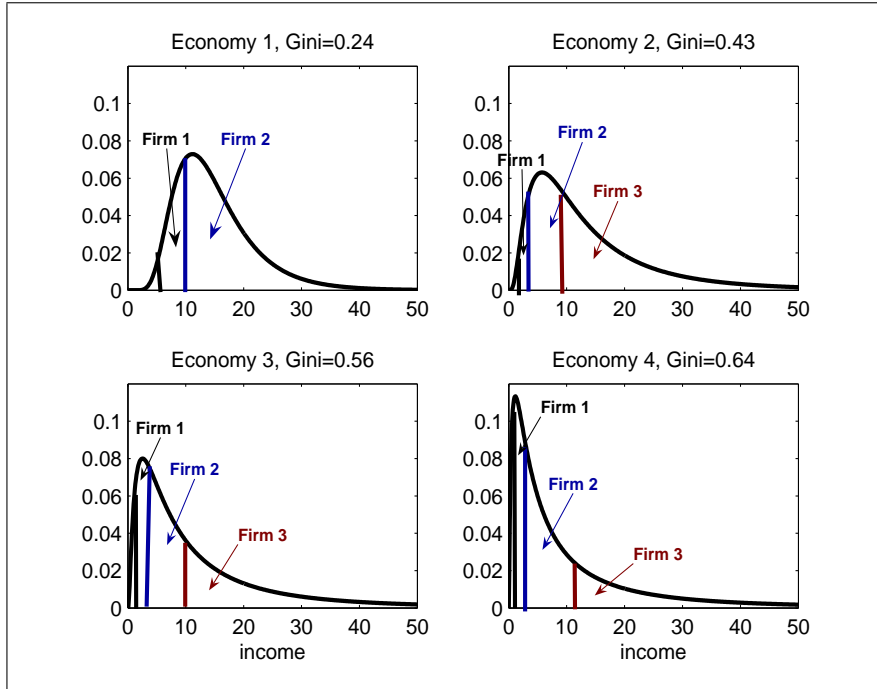 Economy 1, Gini=0.24
0.1
0.08
0.06
0.04
0.02
0
0 10 20 30 40 50
Firm 1
Firm 2
Economy 2, Gini=0.43
0.1
0.08
0.06
0.04
0.02
0
0 10 20 30 40 50
Firm 1
Firm 2
Firm 3
Economy 3, Gini=0.56
0.1
0.08
0.06
0.04
0.02
0
0 10 20 30 40 50
income
Firm 1
Firm 2
Firm 3
Economy 4, Gini=0.64
0.1
0.08
0.06
0.04
0.02
0
0 10 20 30 40 50
income
Firm 1
Firm 2
Firm 3